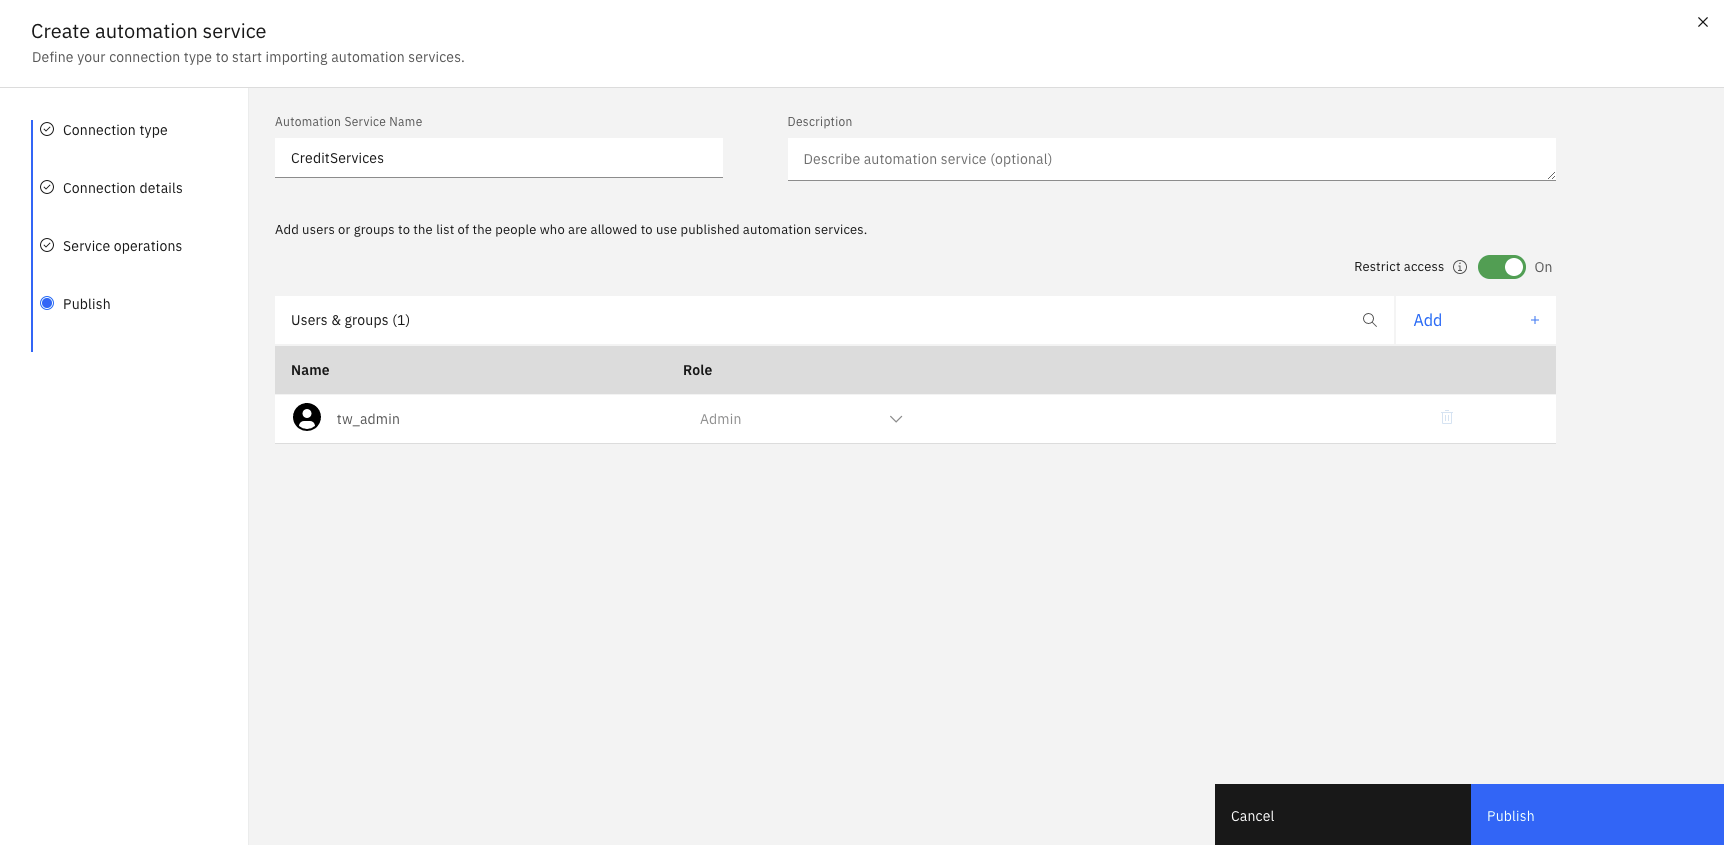 Create automation service
Define your connection type to start importing automation services.
Connection type
Connection details
Service operations
Publish
Automation Service Name
CreditServices
Description
Describe automation service (optional)
Add users or groups to the list of the people who are allowed to use published automation services.
Restrict access On
Users & groups (1)
Add +
Name Role
tw_admin Admin
Cancel
Publish